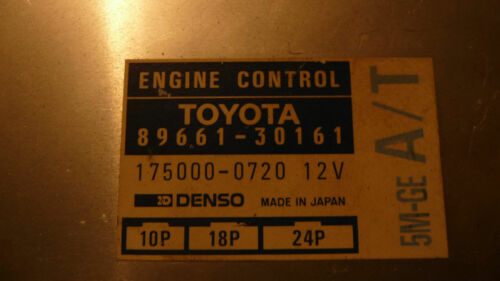 ENGINE CONTROL
TOYOTA
89661-30161
175000-0720 12V
DENSO MADE IN JAPAN
10P 18P 24P
5M-GE A/T